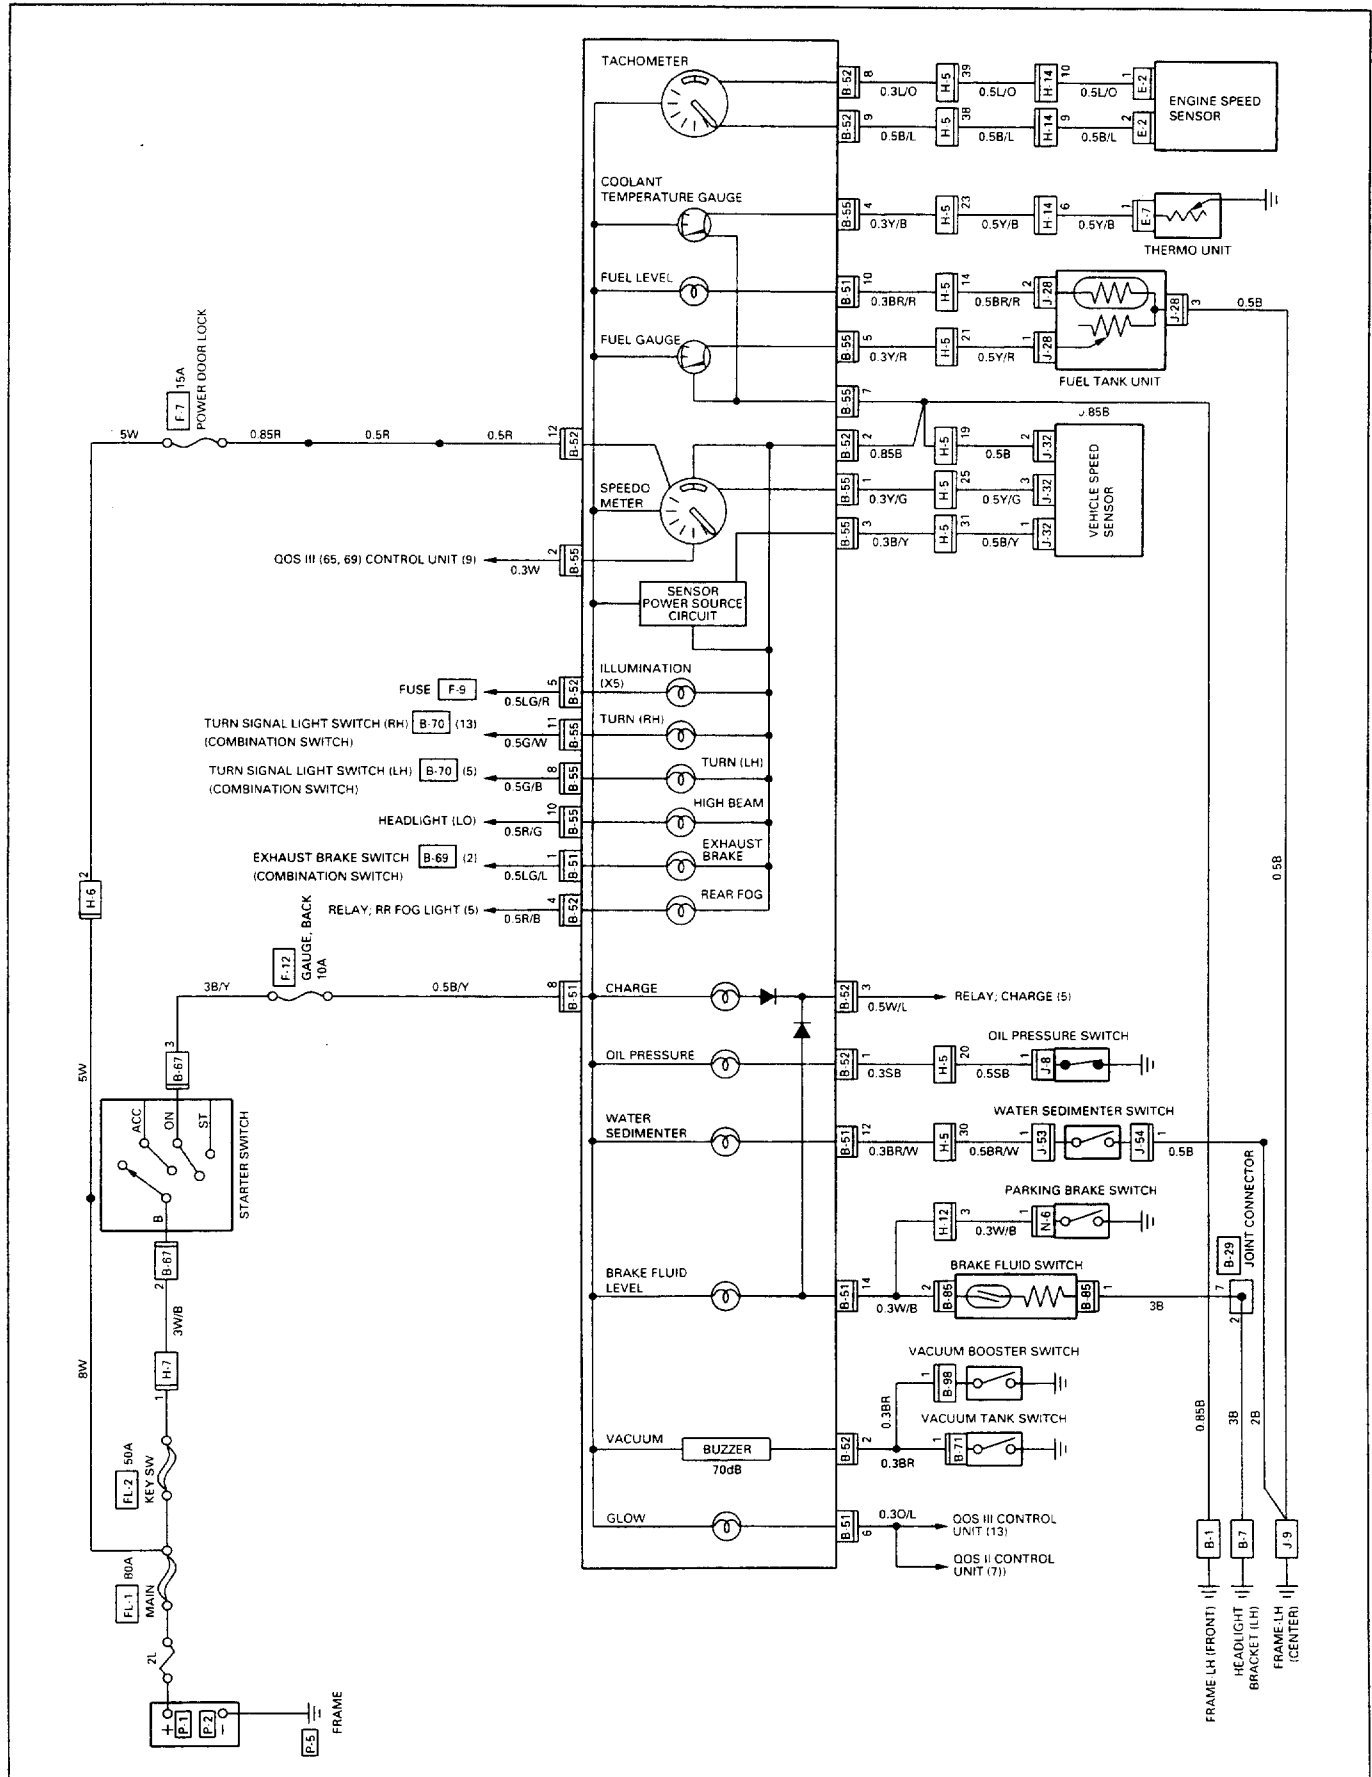 TACHOMETER
B-52
8
0.3L/O
H-5
39
0.5L/O
H-14
10
0.5L/O
1
E-2
ENGINE SPEED
SENSOR
B-52
9
0.5B/L
H-5
38
0.5B/L
H-14
9
0.5B/L
2
E-2
COOLANT
TEMPERATURE GAUGE
B-55
4
0.3Y/B
H-5
23
0.5Y/B
H-14
6
0.5Y/B
1
E-7
THERMO UNIT
FUEL LEVEL
B-51
10
0.3BR/R
H-5
14
0.5BR/R
2
J-28
J-28
3
0.5B
FUEL GAUGE
B-55
5
0.3Y/R
H-5
21
0.5Y/R
1
J-28
FUEL TANK UNIT
B-55
7
0.85B
5W
F-7
15A
POWER DOOR LOCK
0.85R
0.5R
0.5R
12
B-52
B-52
2
0.85B
H-5
19
0.5B
2
J-32
SPEEDO
METER
B-55
1
0.3Y/G
H-5
25
0.5Y/G
3
J-32
VEHICLE SPEED
SENSOR
B-55
3
0.3B/Y
H-5
31
0.5B/Y
1
J-32
QOS III (65, 69) CONTROL UNIT (9)
0.3W
2
B-55
SENSOR
POWER SOURCE
CIRCUIT
FUSE F-9
0.5LG/R
5
B-52
ILLUMINATION
(X5)
TURN SIGNAL LIGHT SWITCH (RH) B-70 (13)
(COMBINATION SWITCH)
0.5G/W
11
B-55
TURN (RH)
TURN SIGNAL LIGHT SWITCH (LH) B-70 (5)
(COMBINATION SWITCH)
0.5G/B
8
B-55
TURN (LH)
HEADLIGHT (LO)
0.5R/G
10
B-55
HIGH BEAM
EXHAUST BRAKE SWITCH B-69 (2)
(COMBINATION SWITCH)
0.5LG/L
1
B-51
EXHAUST
BRAKE
RELAY; RR FOG LIGHT (5)
0.5R/B
4
B-52
REAR FOG
0.5B
2
H-6
3B/Y
F-12
GAUGE, BACK
10A
0.5B/Y
8
B-51
CHARGE
B-52
3
0.5W/L
RELAY; CHARGE (5)
OIL PRESSURE
B-52
1
0.3SB
H-5
20
0.5SB
1
J-8
OIL PRESSURE SWITCH
5W
3
B-67
ACC
ON
ST
B
STARTER SWITCH
WATER
SEDIMENTER
B-51
12
0.3BR/W
H-5
30
0.5BR/W
1
J-53
J-54
1
0.5B
WATER SEDIMENTER SWITCH
PARKING BRAKE SWITCH
H-12
3
0.3W/B
1
N-6
B-67
2
BRAKE FLUID
LEVEL
B-51
14
0.3W/B
2
B-85
BRAKE FLUID SWITCH
B-85
1
3B
B-29
JOINT CONNECTOR
7
2
3W/B
8W
H-7
1
VACUUM BOOSTER SWITCH
1
B-98
0.3BR
VACUUM TANK SWITCH
VACUUM
BUZZER
70dB
B-52
2
0.3BR
1
B-71
0.85B
3B
2B
FL-2
50A
KEY SW
GLOW
B-51
6
0.3O/L
QOS III CONTROL
UNIT (13)
QOS II CONTROL
UNIT (7))
B-1
B-7
J-9
FL-1
80A
MAIN
2L
FRAME-LH (FRONT)
HEADLIGHT
BRACKET (LH)
FRAME-LH
(CENTER)
+
P-1
P-2
−
P-5
FRAME